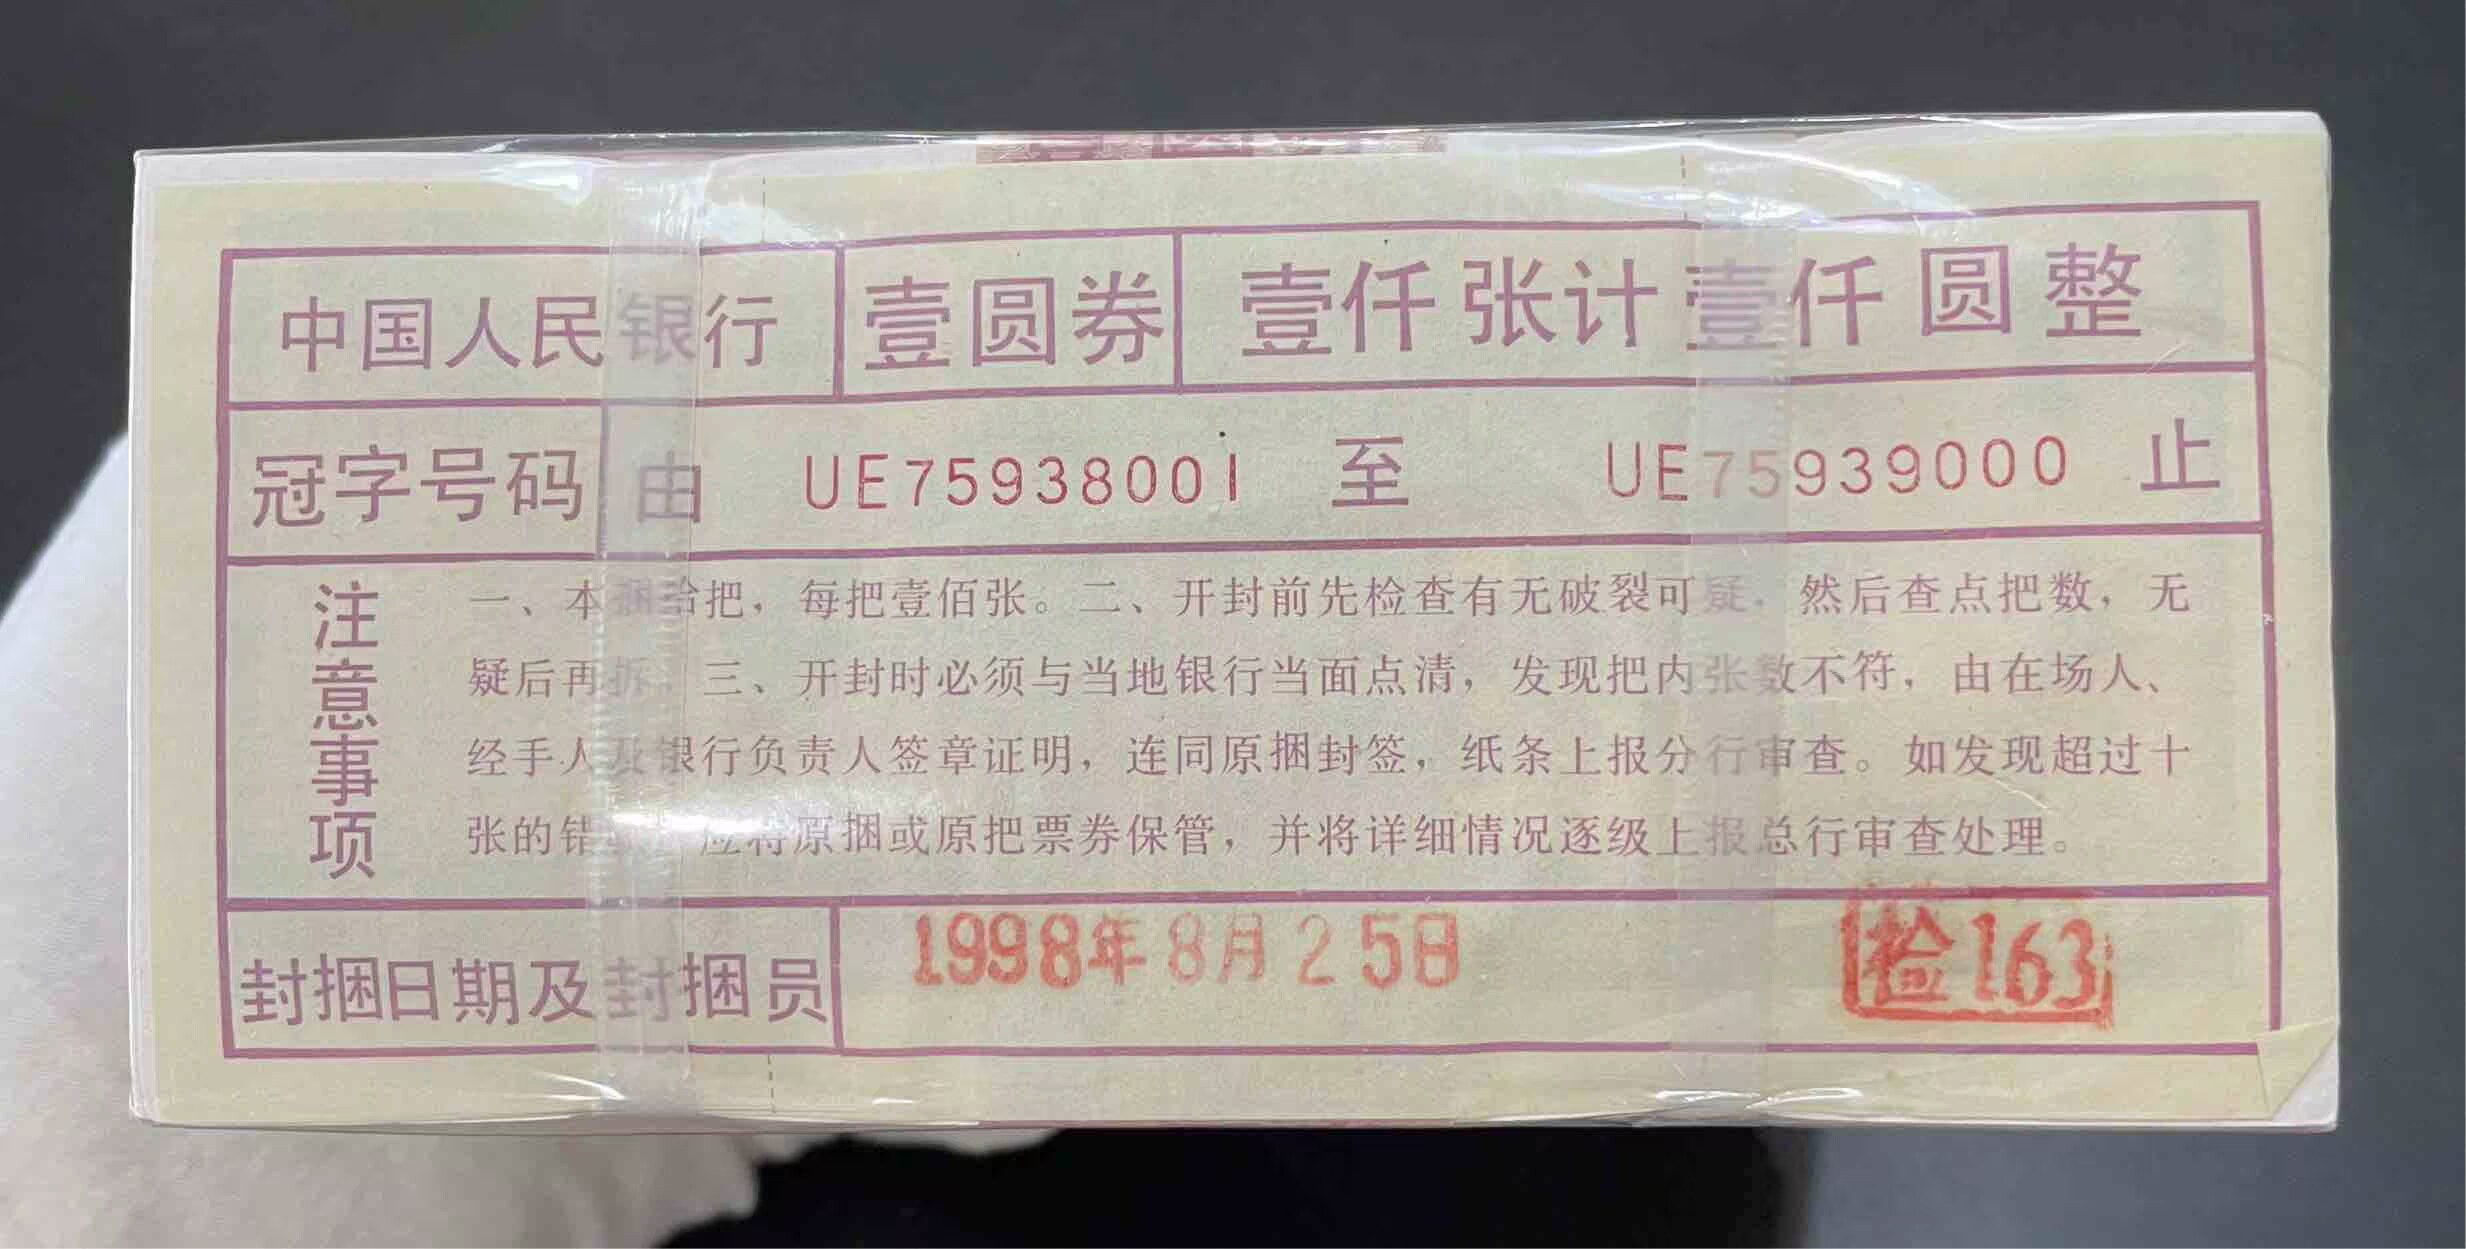 中国人民银行 壹圆券 壹仟张计壹仟圆整
冠字号码 由 UE75938001 至 UE75939000 止
注意事项
一、本捆拾把，每把壹佰张。二、开封前先检查有无破裂可疑，然后查点把数，无
疑后再拆。三、开封时必须与当地银行当面点清，发现把内张数不符，由在场人、
经手人及银行负责人签章证明，连同原捆封签，纸条上报分行审查。如发现超过十
张的错 应将原捆或原把票券保管，并将详细情况逐级上报总行审查处理。
封捆日期及封捆员 1998年8月25日 检163